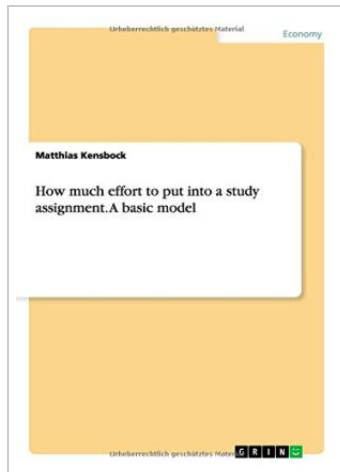 Urheberrechtlich geschütztes Material
Economy
Matthias Kensbock
How much effort to put into a study
assignment. A basic model
Urheberrechtlich geschütztes Mater
GRIN